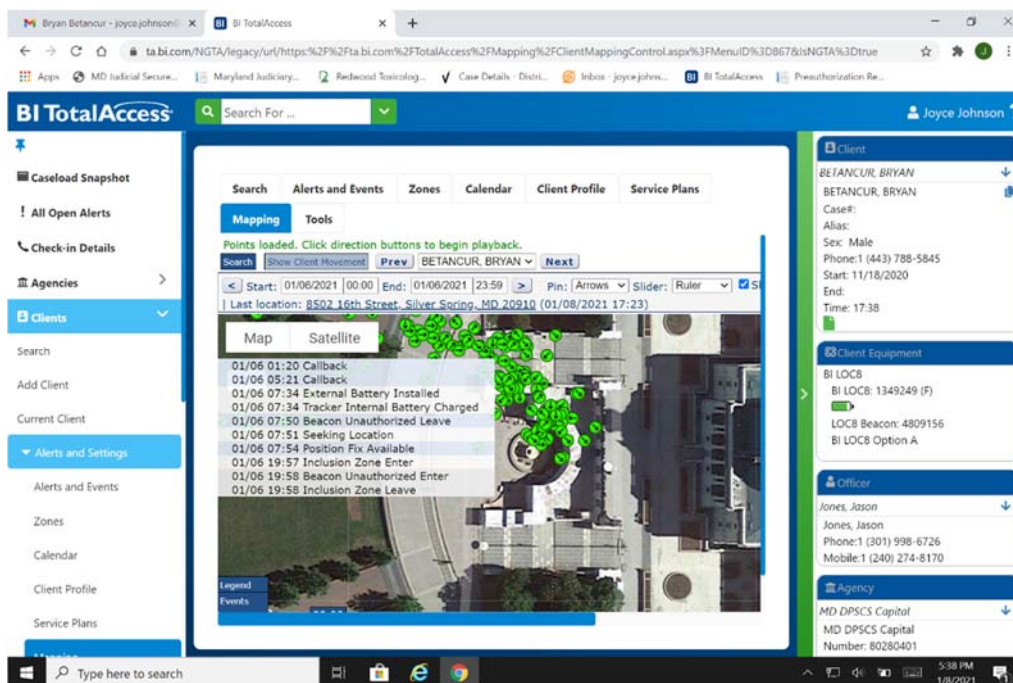 Bryan Betancur - joyce.johnson@
BI TotalAccess
ta.bi.com/NGTA/legacy/url/https:%2F%2Fta.bi.com%2FTotalAccess%2FMapping%2FClientMappingControl.aspx%3FMenuID%3D867&IsNGTA%3Dtrue
Apps
MD Judicial Secure...
Maryland Judiciary...
Redwood Toxicolog...
Case Details - Distri...
Inbox - joyce.johns...
BI TotalAccess
Preauthorization Re...
BI TotalAccess
Search For ...
Joyce Johnson
Caseload Snapshot
All Open Alerts
Check-in Details
Agencies
Clients
Search
Add Client
Current Client
Alerts and Settings
Alerts and Events
Zones
Calendar
Client Profile
Service Plans
Mapping
Search Alerts and Events Zones Calendar Client Profile Service Plans
Mapping Tools
Points loaded. Click direction buttons to begin playback.
Search Show Client Movement Prev BETANCUR, BRYAN Next
< Start: 01/06/2021 00:00 End: 01/06/2021 23:59 > Pin: Arrows Slider: Ruler
| Last location: 8502 16th Street, Silver Spring, MD 20910 (01/08/2021 17:23)
Map Satellite
01/06 01:20 Callback
01/06 05:21 Callback
01/06 07:34 External Battery Installed
01/06 07:34 Tracker Internal Battery Charged
01/06 07:50 Beacon Unauthorized Leave
01/06 07:51 Seeking Location
01/06 07:54 Position Fix Available
01/06 19:57 Inclusion Zone Enter
01/06 19:58 Beacon Unauthorized Enter
01/06 19:58 Inclusion Zone Leave
Legend
Events
Client
BETANCUR, BRYAN
BETANCUR, BRYAN
Case#:
Alias:
Sex: Male
Phone:1 (443) 788-5845
Start: 11/18/2020
End:
Time: 17:38
Client Equipment
BI LOC8
BI LOC8: 1349249 (F)
LOC8 Beacon: 4809156
BI LOC8 Option A
Officer
Jones, Jason
Jones, Jason
Phone:1 (301) 998-6726
Mobile:1 (240) 274-8170
Agency
MD DPSCS Capital
MD DPSCS Capital
Number: 80280401
Type here to search
5:38 PM
1/8/2021